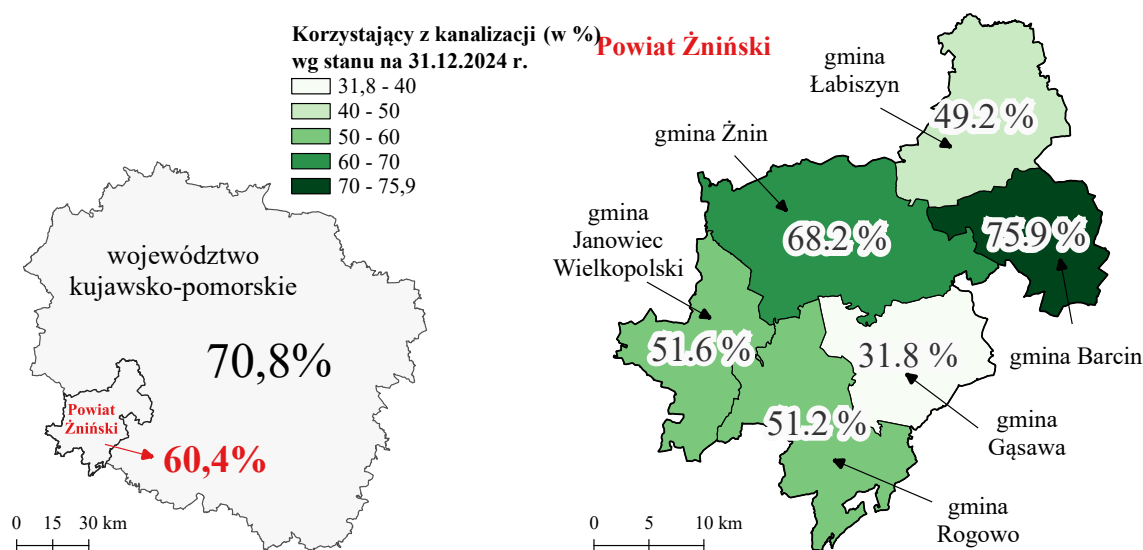 Korzystający z kanalizacji (w %)
wg stanu na 31.12.2024 r.
31,8 - 40
40 - 50
50 - 60
60 - 70
70 - 75,9
województwo
kujawsko-pomorskie
70,8%
Powiat
Żniński
60,4%
0 15 30 km
Powiat Żniński
gmina
Łabiszyn
49.2 %
gmina Żnin
68.2 %
75.9 %
gmina
Janowiec
Wielkopolski
51.6 %
31.8 %
gmina Barcin
51.2 %
gmina
Gąsawa
gmina
Rogowo
0 5 10 km